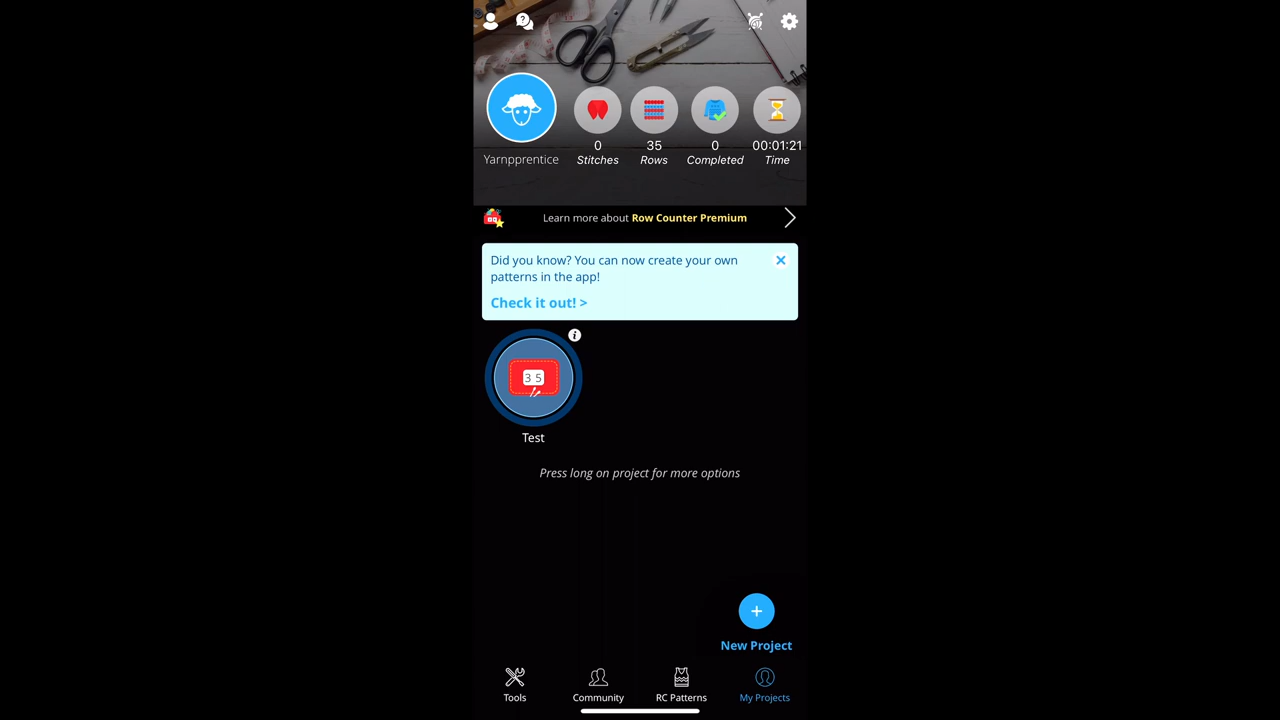 0
35
0
00:01:21
Stitches
Rows
Completed
Time
Yarnpprentice
Learn more about Row Counter Premium
Did you know? You can now create your own
patterns in the app!
Check it out! >
i
3 5
Test
Press long on project for more options
New Project
Tools
Community
RC Patterns
My Projects